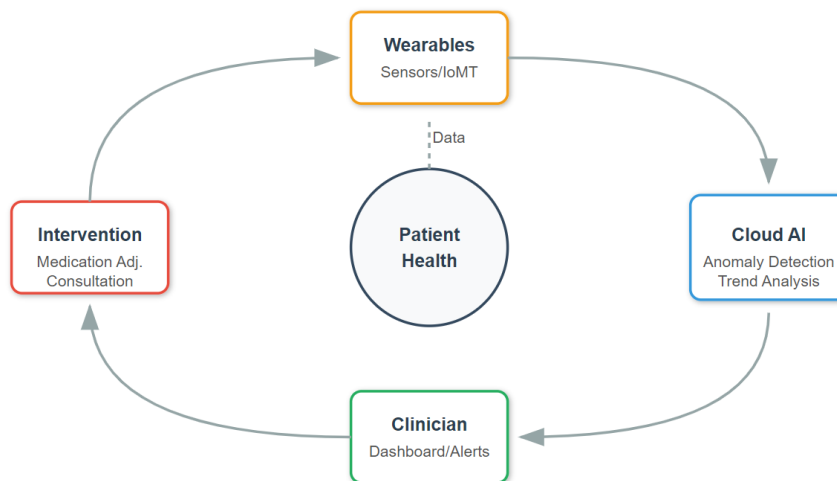 Wearables
Sensors/IoMT
Data
Patient
Health
Intervention
Medication Adj.
Consultation
Cloud AI
Anomaly Detection
Trend Analysis
Clinician
Dashboard/Alerts